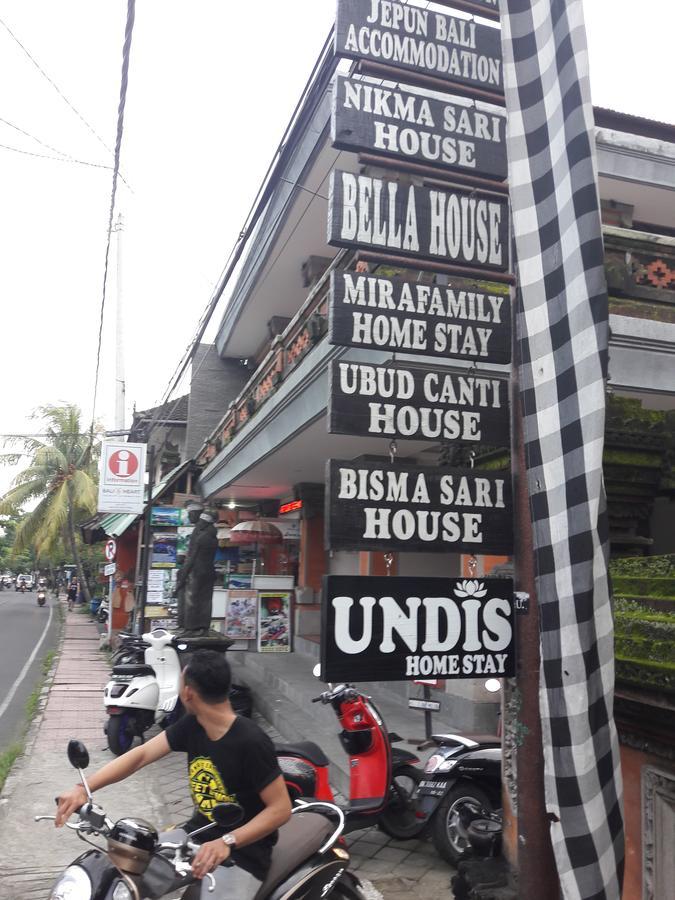 JEPUN BALI
ACCOMMODATION
NIKMA SARI
HOUSE
BELLA HOUSE
MIRAFAMILY
HOME STAY
UBUD CANTI
HOUSE
BISMA SARI
HOUSE
UNDIS
HOME STAY
i
information